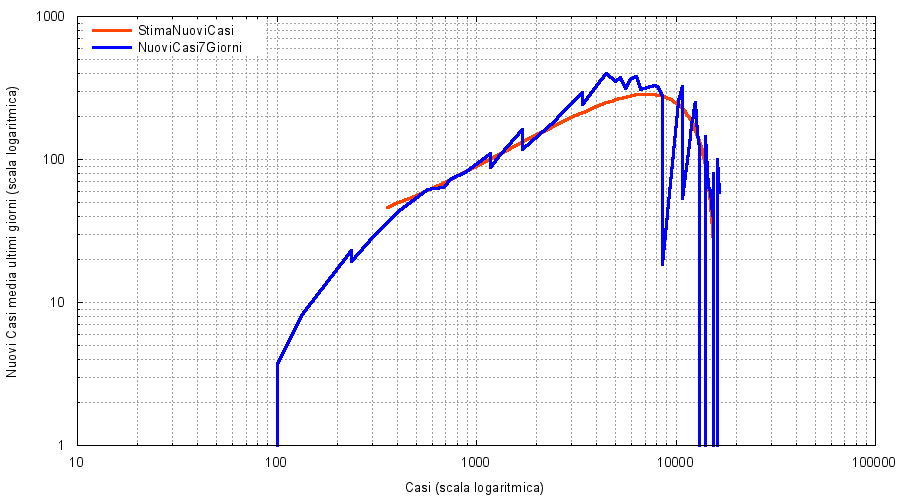 1000
100
10
1
StimaNuoviCasi
NuoviCasi7Giorni
Nuovi Casi media ultimi giorni (scala logaritmica)
10 100 1000 10000 100000
Casi (scala logaritmica)